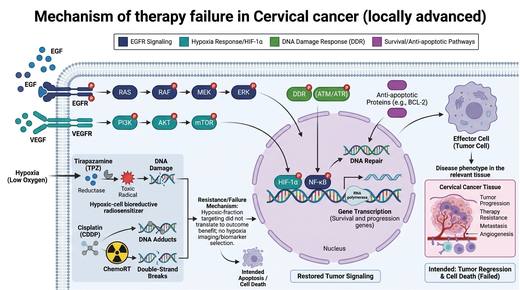 Mechanism of therapy failure in Cervical cancer (locally advanced)
EGFR Signaling
Hypoxia Response/HIF-1α
DNA Damage Response (DDR)
Survival/Anti-apoptotic Pathways
EGF
EGF
EGFR
RAS
RAF
MEK
ERK
VEGF
VEGFR
PI3K
AKT
mTOR
DDR
(ATM/ATR)
Anti-apoptotic
Proteins (e.g., BCL-2)
Effector Cell
(Tumor Cell)
Hypoxia
(Low Oxygen)
Tirapazamine
(TPZ)
Reductase
Toxic
Radical
DNA
Damage
Hypoxic-cell bioreductive
radiosensitizer
Cisplatin
(CDDP)
DNA Adducts
ChemoRT
Double-Strand
Breaks
Resistance/Failure
Mechanism:
Hypoxic-fraction
targeting did not
translate to outcome
benefit; no hypoxia
imaging/biomarker
selection.
Intended
Apoptosis /
Cell Death
HIF-1α
NF-κB
DNA Repair
RNA
polymerase
Gene Transcription
(Survival and progression
genes)
Nucleus
Restored Tumor Signaling
Disease phenotype in the
relevant tissue
Cervical Cancer Tissue
Tumor
Progression
Therapy
Resistance
Metastasis
Angiogenesis
Intended: Tumor Regression
& Cell Death (Failed)